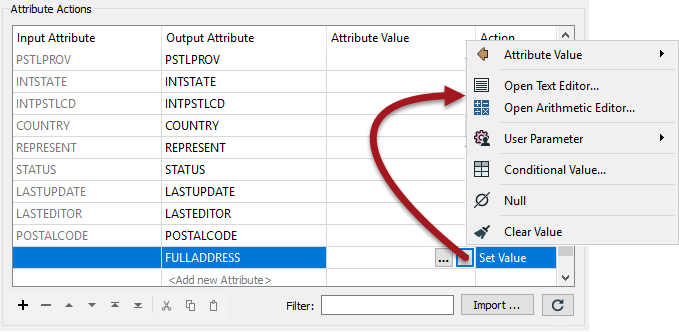 Attribute Actions
Input Attribute Output Attribute Attribute Value Action
PSTLPROV PSTLPROV
INTSTATE INTSTATE
INTPSTLCD INTPSTLCD
COUNTRY COUNTRY
REPRESENT REPRESENT
STATUS STATUS
LASTUPDATE LASTUPDATE
LASTEDITOR LASTEDITOR
POSTALCODE POSTALCODE
FULLADDRESS ... Set Value
<Add new Attribute>
Filter: Import ...
Attribute Value
Open Text Editor...
Open Arithmetic Editor...
User Parameter
Conditional Value...
Null
Clear Value